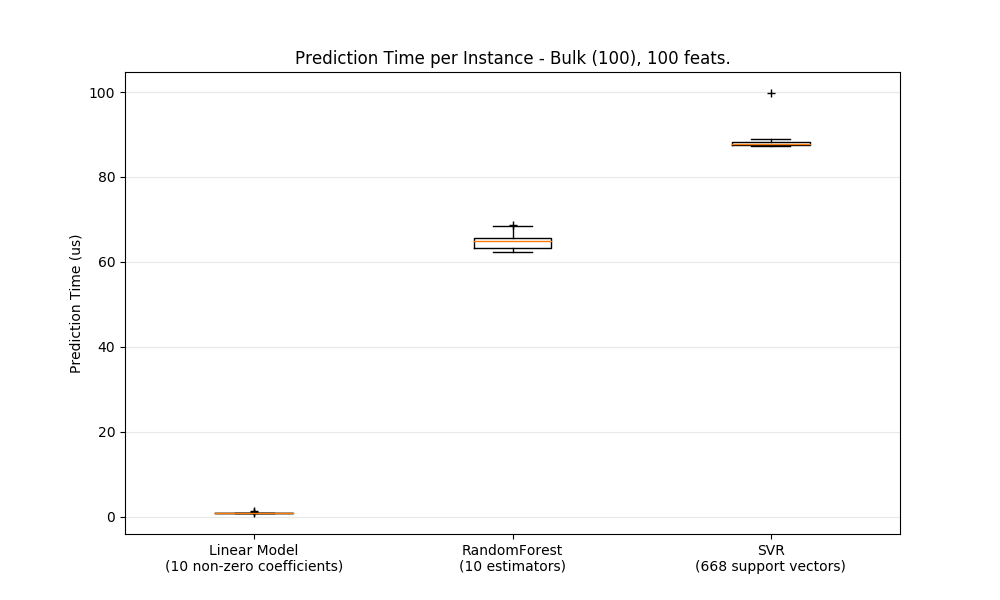 Prediction Time per Instance - Bulk (100), 100 feats.
Prediction Time (us)
100
80
60
40
20
0
Linear Model
(10 non-zero coefficients)
RandomForest
(10 estimators)
SVR
(668 support vectors)